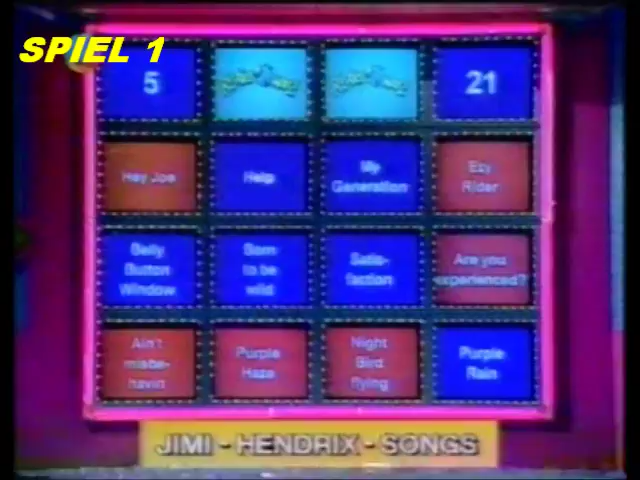 SPIEL 1
5
21
Hey Joe
Help
My
Generation
Ezy
Rider
Belly
Button
Window
Born
to be
wild
Satis-
faction
Are you
experienced?
Ain't
misbe-
havin
Purple
Haze
Night
Bird
flying
Purple
Rain
JIMI - HENDRIX - SONGS